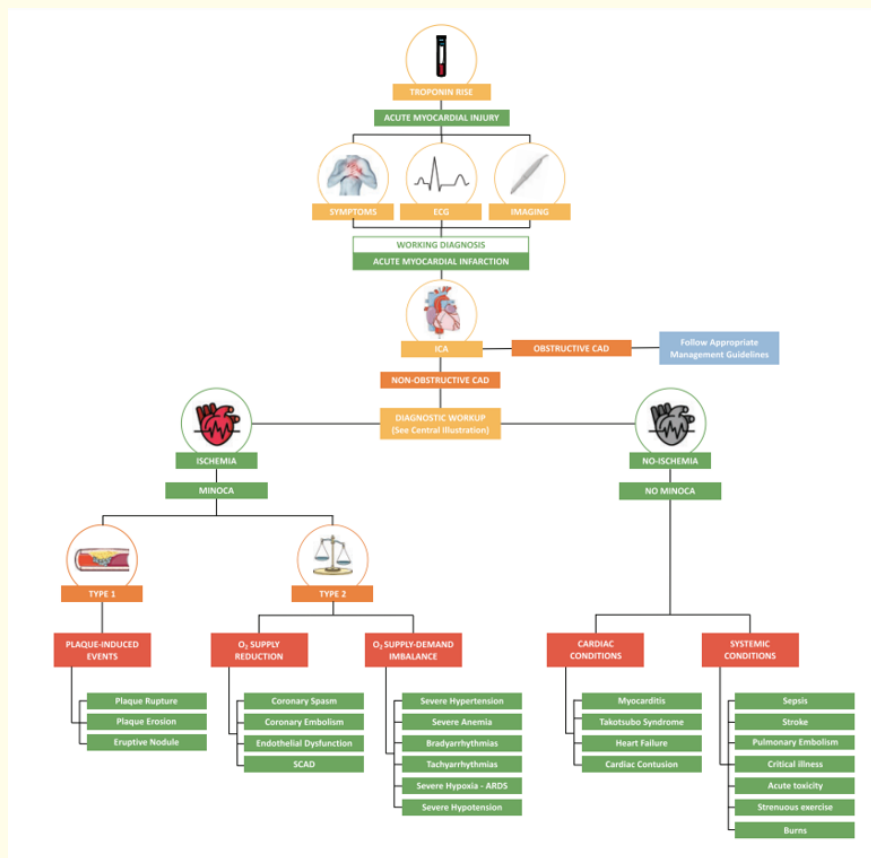 TROPONIN RISE
ACUTE MYOCARDIAL INJURY
SYMPTOMS
ECG
IMAGING
WORKING DIAGNOSIS
ACUTE MYOCARDIAL INFARCTION
ICA
OBSTRUCTIVE CAD
Follow Appropriate
Management Guidelines
NON-OBSTRUCTIVE CAD
DIAGNOSTIC WORKUP
(See Central Illustration)
ISCHEMIA
NO-ISCHEMIA
MINOCA
NO MINOCA
TYPE 1
TYPE 2
PLAQUE-INDUCED
EVENTS
O₂ SUPPLY
REDUCTION
O₂ SUPPLY-DEMAND
IMBALANCE
CARDIAC
CONDITIONS
SYSTEMIC
CONDITIONS
Plaque Rupture
Plaque Erosion
Eruptive Nodule
Coronary Spasm
Coronary Embolism
Endothelial Dysfunction
SCAD
Severe Hypertension
Severe Anemia
Bradyarrhythmias
Tachyarrhythmias
Severe Hypoxia - ARDS
Severe Hypotension
Myocarditis
Takotsubo Syndrome
Heart Failure
Cardiac Contusion
Sepsis
Stroke
Pulmonary Embolism
Critical illness
Acute toxicity
Strenuous exercise
Burns